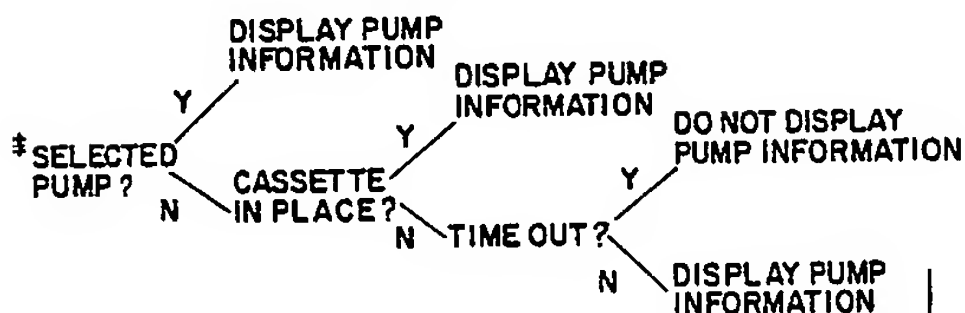 DISPLAY PUMP
INFORMATION
DISPLAY PUMP
INFORMATION
DO NOT DISPLAY
PUMP INFORMATION
Y
Y
Y
‡SELECTED
PUMP?
N
CASSETTE
IN PLACE?
N
TIME OUT?
N
DISPLAY PUMP
INFORMATION